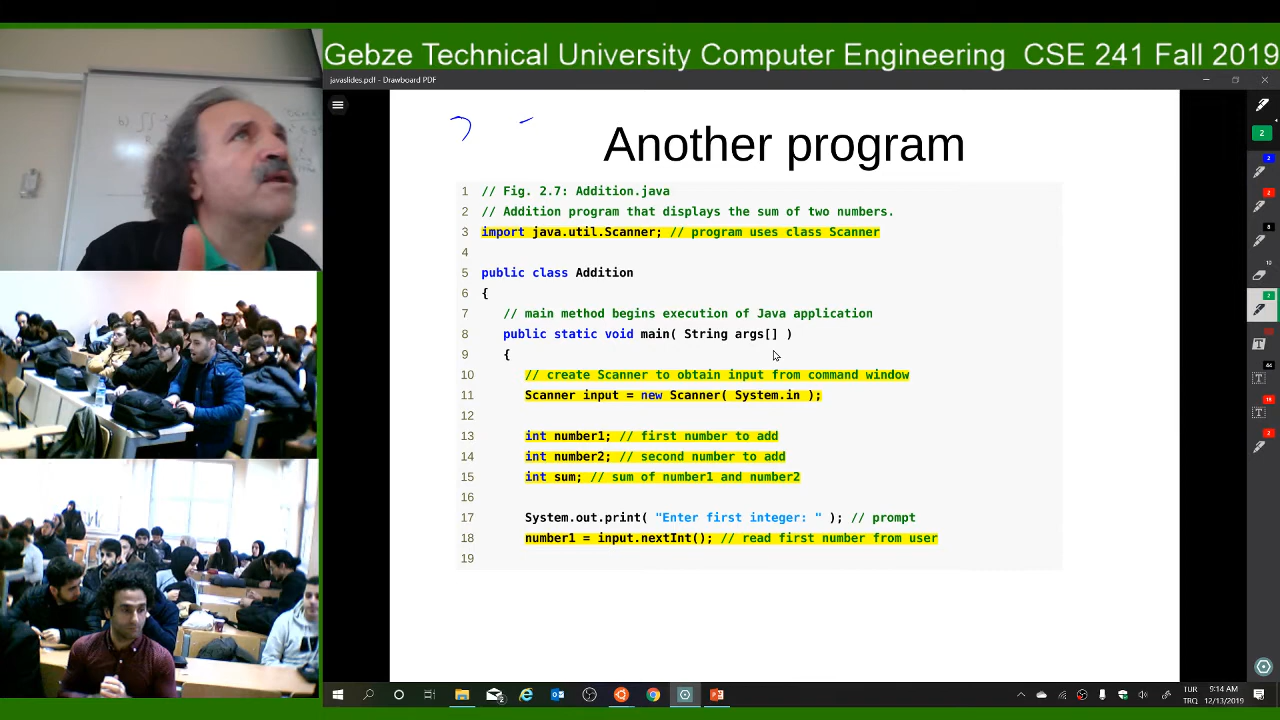 Gebze Technical University Computer Engineering CSE 241 Fall 2019
javaslides.pdf - Drawboard PDF
Another program
1 // Fig. 2.7: Addition.java
2 // Addition program that displays the sum of two numbers.
3 import java.util.Scanner; // program uses class Scanner
4
5 public class Addition
6 {
7 // main method begins execution of Java application
8 public static void main( String args[] )
9 {
10 // create Scanner to obtain input from command window
11 Scanner input = new Scanner( System.in );
12
13 int number1; // first number to add
14 int number2; // second number to add
15 int sum; // sum of number1 and number2
16
17 System.out.print( "Enter first integer: " ); // prompt
18 number1 = input.nextInt(); // read first number from user
19
TUR 9:14 AM
TRQ 12/13/2019